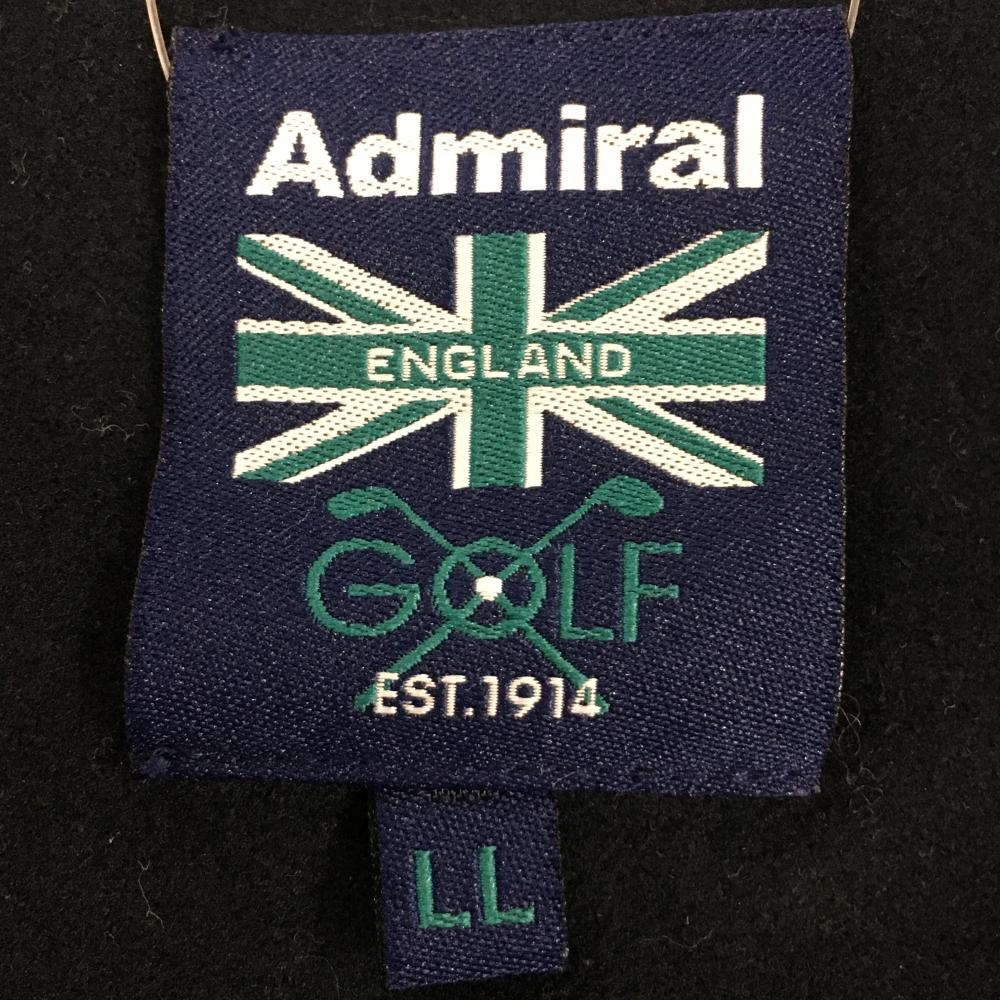 Admiral
ENGLAND
GOLF
EST.1914
LL